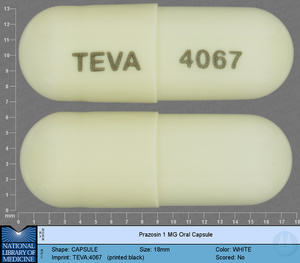 TEVA 4067
mm
Prazosin 1 MG Oral Capsule
NATIONAL
LIBRARY OF
MEDICINE
Shape: CAPSULE Size: 18mm Color: WHITE
Imprint: TEVA;4067 (printed:black) Scored: No